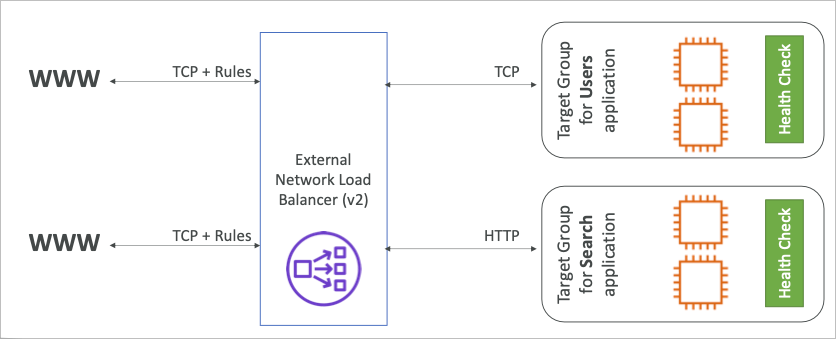 WWW
TCP + Rules
External
Network Load
Balancer (v2)
TCP
Target Group
for Users
application
Health Check
WWW
TCP + Rules
HTTP
Target Group
for Search
application
Health Check